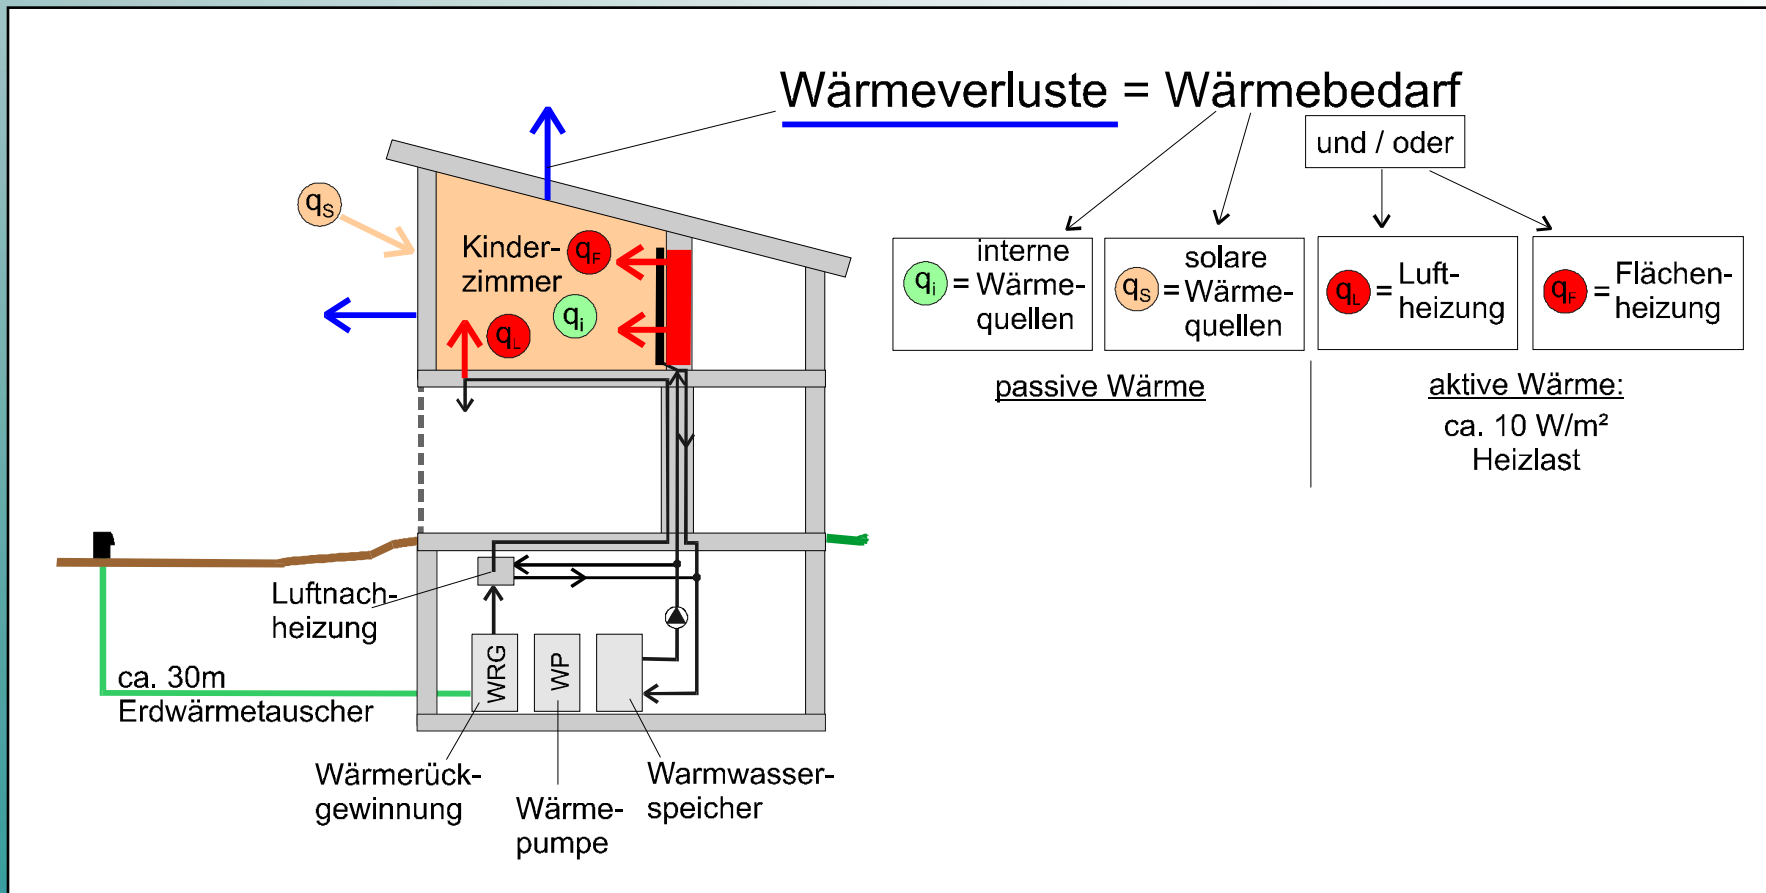 Wärmeverluste = Wärmebedarf
und / oder
qS
Kinder-
zimmer
qF
qi
qL
qi = interne
Wärme-
quellen
qS = solare
Wärme-
quellen
qL = Luft-
heizung
qF = Flächen-
heizung
passive Wärme
aktive Wärme:
ca. 10 W/m²
Heizlast
Luftnach-
heizung
ca. 30m
Erdwärmetauscher
WRG
WP
Wärmerück-
gewinnung
Wärme-
pumpe
Warmwasser-
speicher